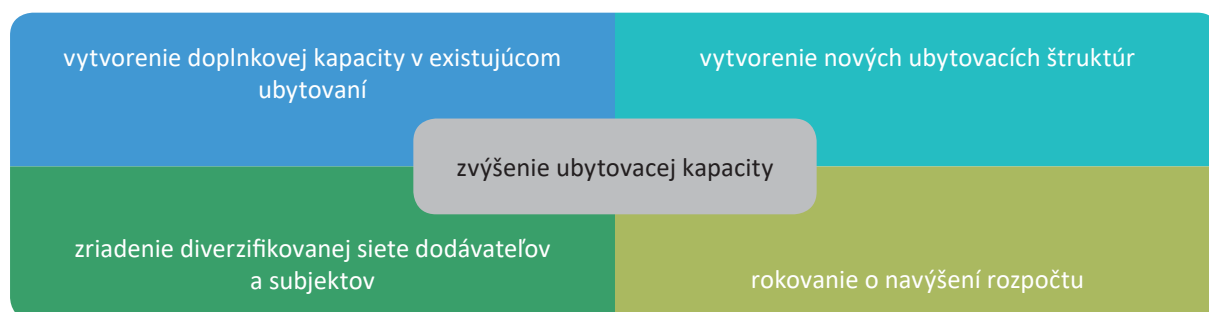 vytvorenie doplnkovej kapacity v existujúcom
ubytovaní
vytvorenie nových ubytovacích štruktúr
zvýšenie ubytovacej kapacity
zriadenie diverzifikovanej siete dodávateľov
a subjektov
rokovanie o navýšení rozpočtu